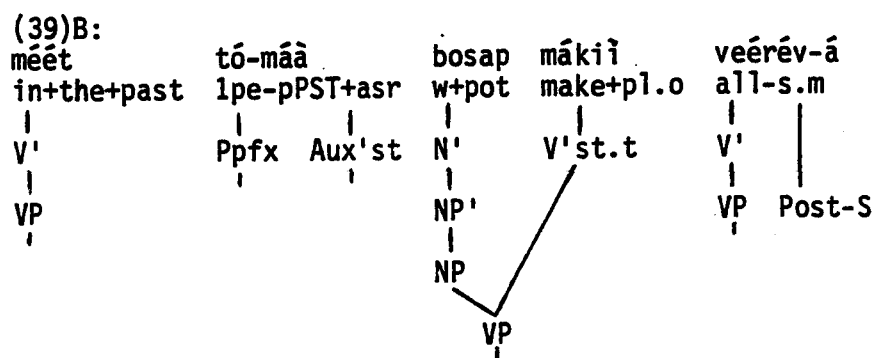 (39)B:
méét tó-máà bosap mákiì veérév-á
in+the+past 1pe-pPST+asr w+pot make+pl.o all-s.m
V' Ppfx Aux'st N' V'st.t V'
VP NP' VP Post-S
NP
VP